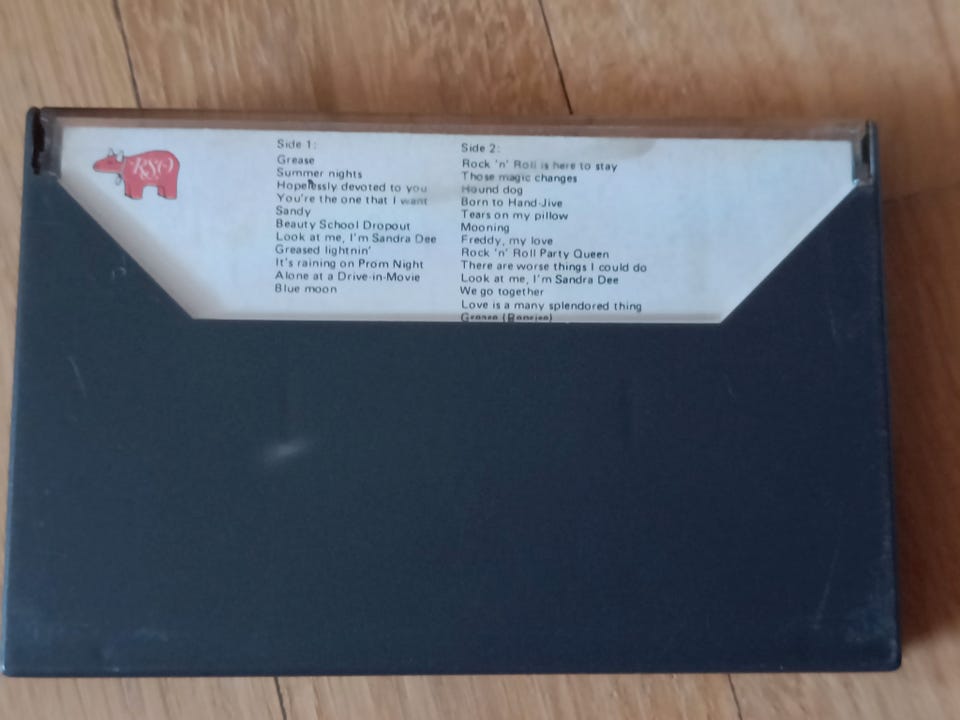 RSO
Side 1:
Grease
Summer nights
Hopelessly devoted to you
You're the one that I want
Sandy
Beauty School Dropout
Look at me, I'm Sandra Dee
Greased lightnin'
It's raining on Prom Night
Alone at a Drive-in-Movie
Blue moon
Side 2:
Rock 'n' Roll is here to stay
Those magic changes
Hound dog
Born to Hand-Jive
Tears on my pillow
Mooning
Freddy, my love
Rock 'n' Roll Party Queen
There are worse things I could do
Look at me, I'm Sandra Dee
We go together
Love is a many splendored thing
Grease (Reprise)